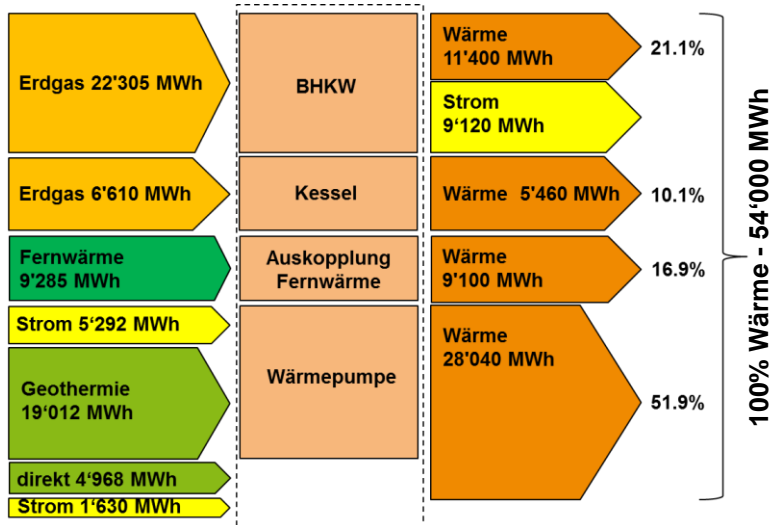 Erdgas 22'305 MWh
BHKW
Wärme
11'400 MWh
21.1%
Strom
9‘120 MWh
Erdgas 6'610 MWh
Kessel
Wärme 5'460 MWh
10.1%
Fernwärme
9'285 MWh
Auskopplung
Fernwärme
Wärme
9'100 MWh
16.9%
Strom 5‘292 MWh
Geothermie
19‘012 MWh
Wärmepumpe
Wärme
28'040 MWh
51.9%
direkt 4‘968 MWh
Strom 1‘630 MWh
100% Wärme - 54‘000 MWh